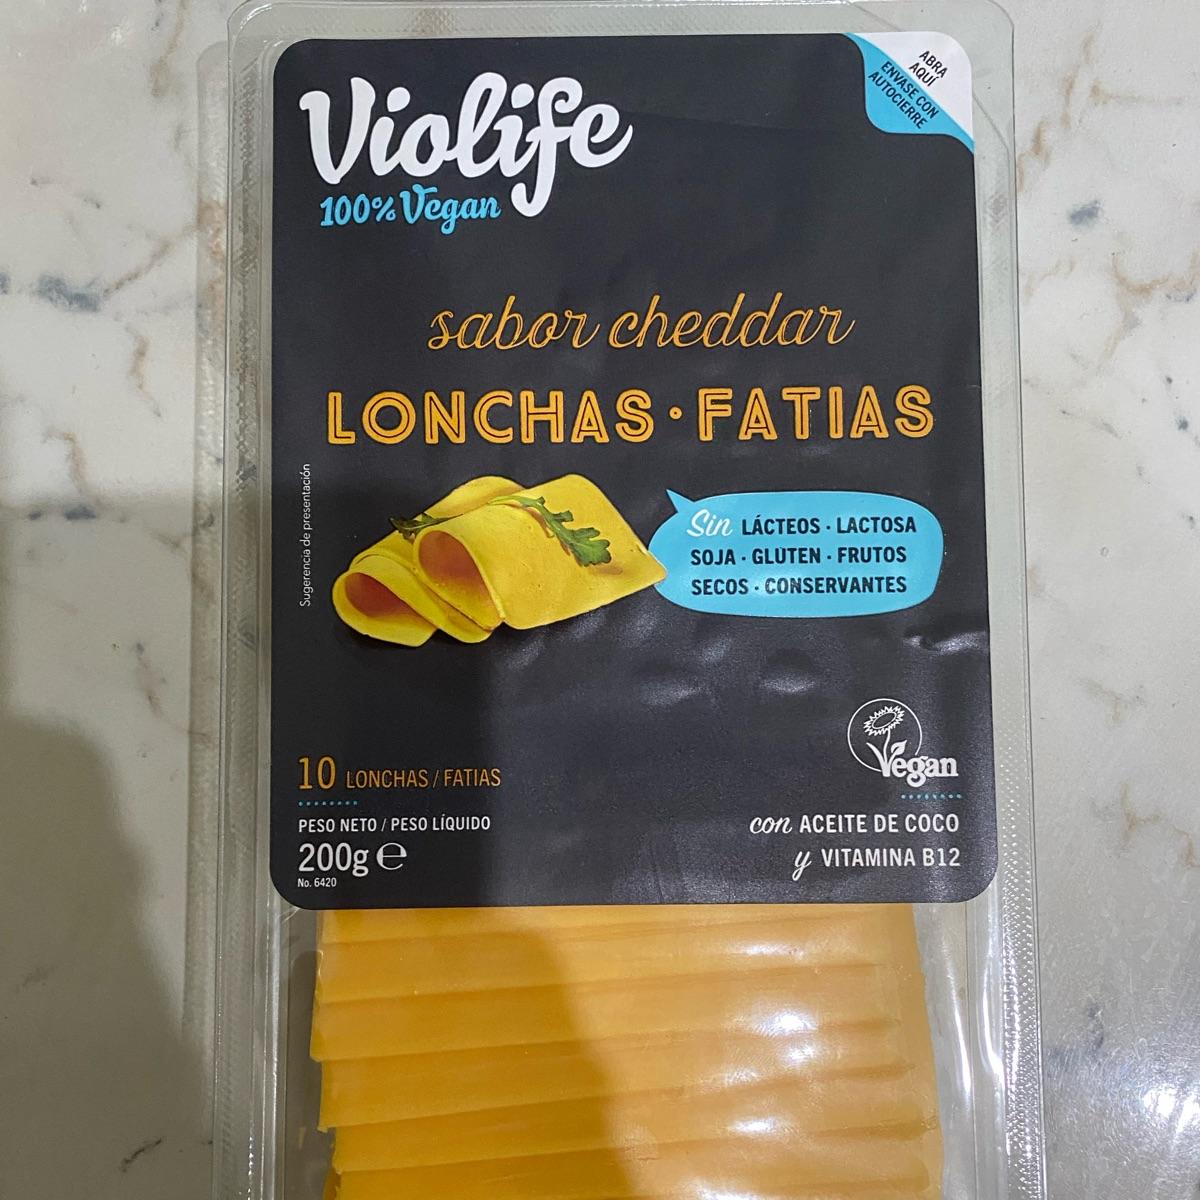 Violife
100% Vegan
ABRA
AQUÍ
ENVASE CON
AUTOCIERRE
sabor cheddar
LONCHAS · FATIAS
Sugerencia de presentación
Sin LÁCTEOS · LACTOSA
SOJA · GLUTEN · FRUTOS
SECOS · CONSERVANTES
Vegan
10 LONCHAS / FATIAS
PESO NETO / PESO LÍQUIDO
200g ℮
No. 6420
con ACEITE DE COCO
y VITAMINA B12